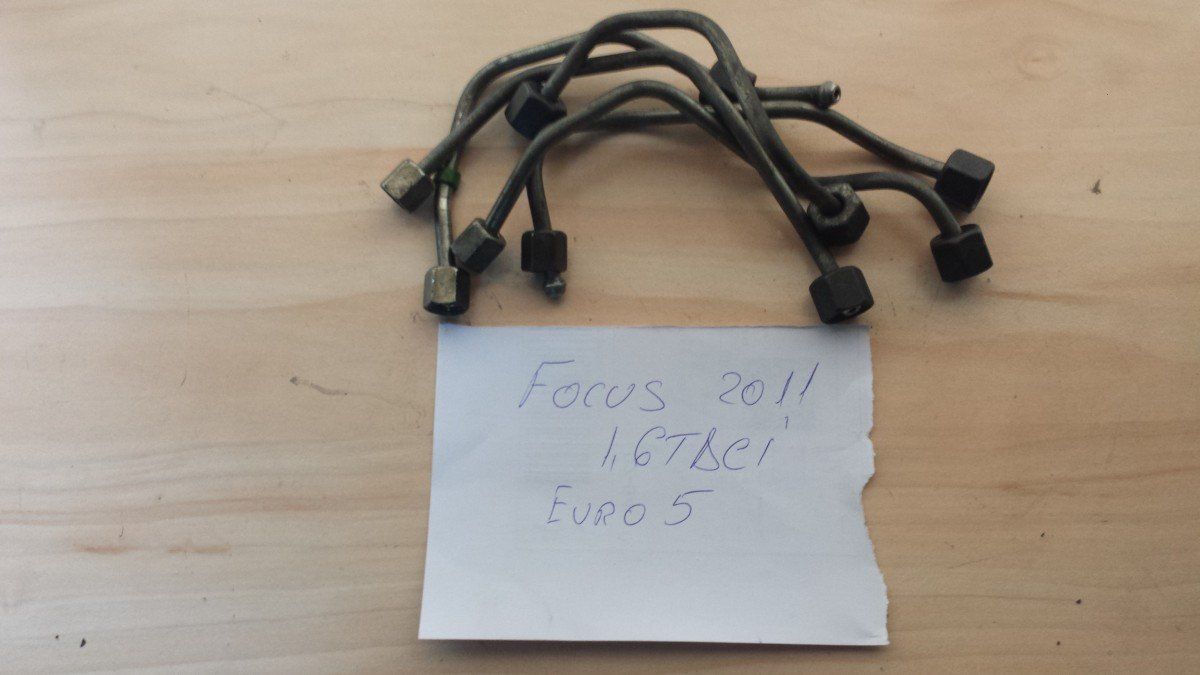 FOCUS 2011
1,6TDCi
EURO 5